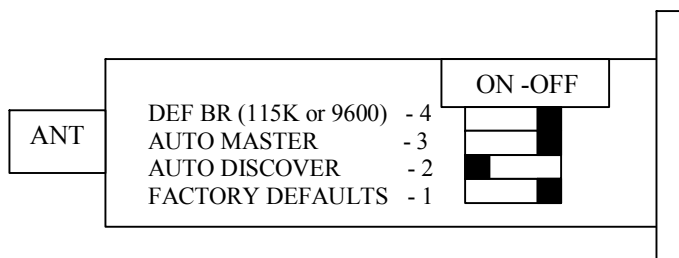 ON -OFF
DEF BR (115K or 9600) - 4
ANT
AUTO MASTER - 3
AUTO DISCOVER - 2
FACTORY DEFAULTS - 1